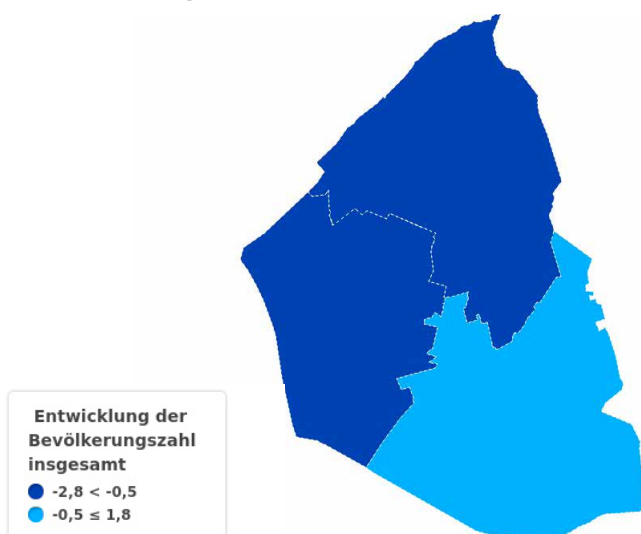 Entwicklung der
Bevölkerungszahl
insgesamt
-2,8 < -0,5
-0,5 ≤ 1,8